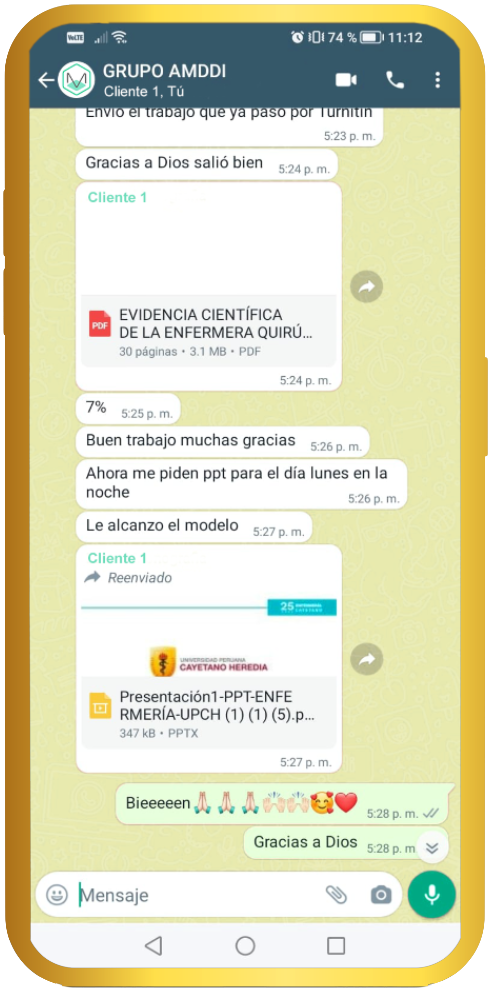 VoLTE 74 % 11:12
GRUPO AMDDI
Cliente 1, Tú
Envio el trabajo que ya paso por Turnitin
5:23 p. m.
Gracias a Dios salió bien 5:24 p. m.
Cliente 1
PDF
EVIDENCIA CIENTÍFICA
DE LA ENFERMERA QUIRÚ...
30 páginas • 3.1 MB • PDF
5:24 p. m.
7% 5:25 p. m.
Buen trabajo muchas gracias 5:26 p. m.
Ahora me piden ppt para el día lunes en la
noche 5:26 p. m.
Le alcanzo el modelo 5:27 p. m.
Cliente 1
Reenviado
25
UNIVERSIDAD PERUANA
CAYETANO HEREDIA
Presentación1-PPT-ENFE
RMERÍA-UPCH (1) (1) (5).p...
347 kB • PPTX
5:27 p. m.
Bieeeeen🙏🏻🙏🏻🙏🏻🙌🏻🙌🏻🥰❤️ 5:28 p. m.
Gracias a Dios 5:28 p. m
Mensaje